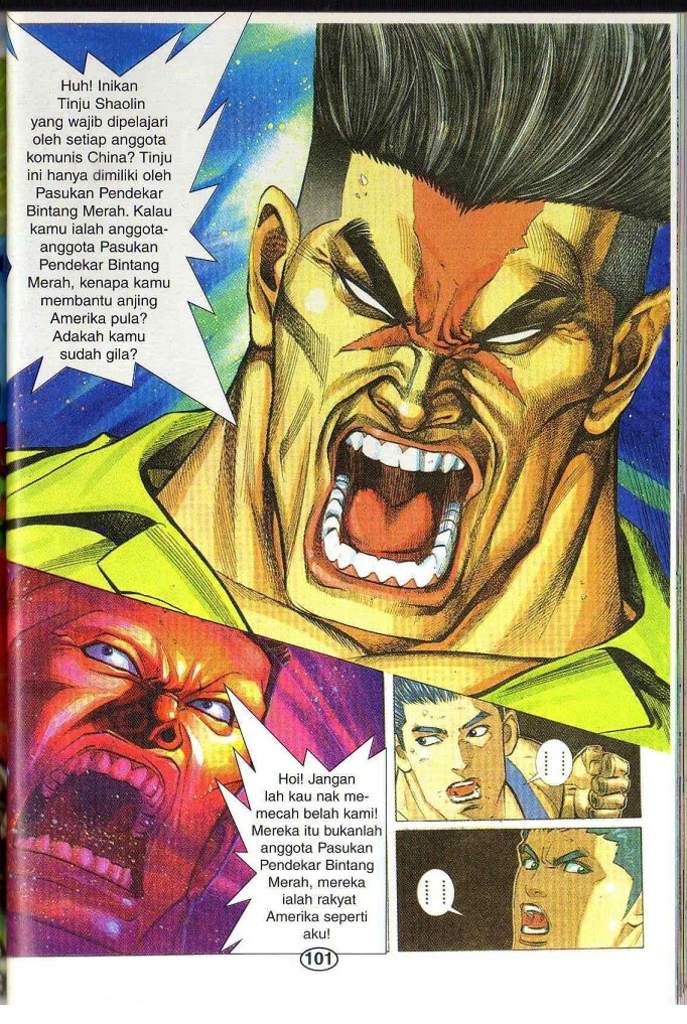 Huh! Inikan
Tinju Shaolin
yang wajib dipelajari
oleh setiap anggota
komunis China? Tinju
ini hanya dimiliki oleh
Pasukan Pendekar
Bintang Merah. Kalau
kamu ialah anggota-
anggota Pasukan
Pendekar Bintang
Merah, kenapa kamu
membantu anjing
Amerika pula?
Adakah kamu
sudah gila?
Hoi! Jangan
lah kau nak me-
mecah belah kami!
Mereka itu bukanlah
anggota Pasukan
Pendekar Bintang
Merah, mereka
ialah rakyat
Amerika seperti
aku!
......
......
101